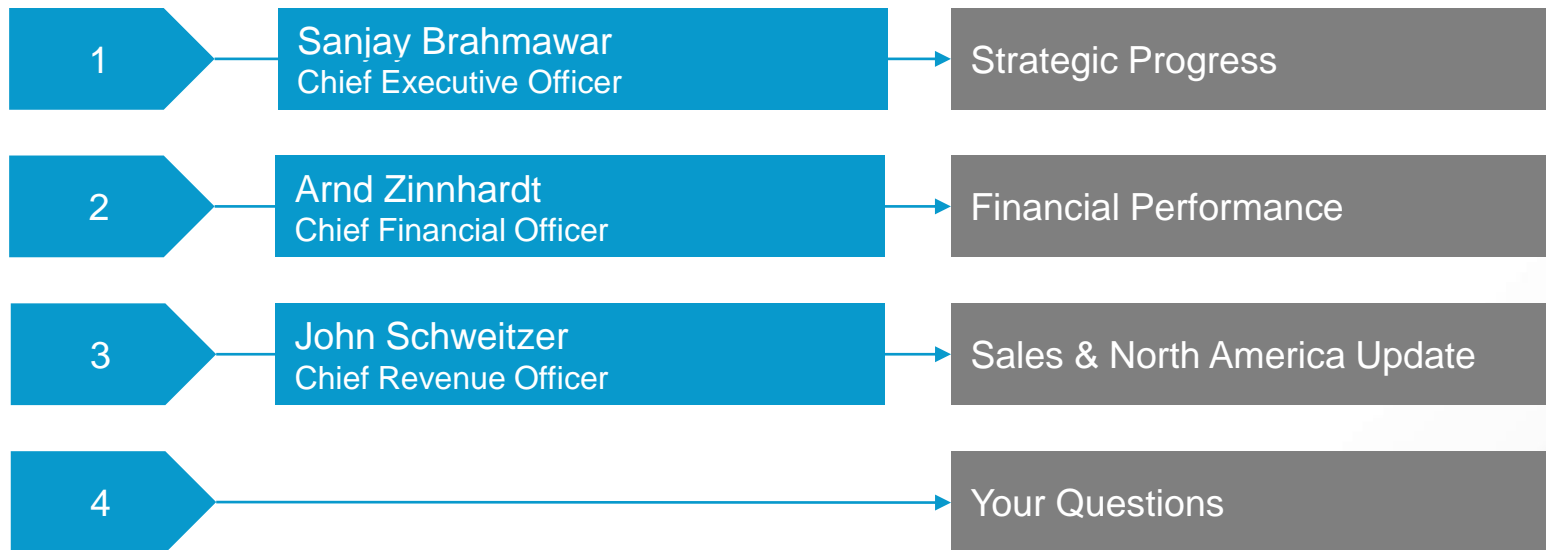 1
Sanjay Brahmawar
Chief Executive Officer
Strategic Progress
2
Arnd Zinnhardt
Chief Financial Officer
Financial Performance
3
John Schweitzer
Chief Revenue Officer
Sales & North America Update
4
Your Questions